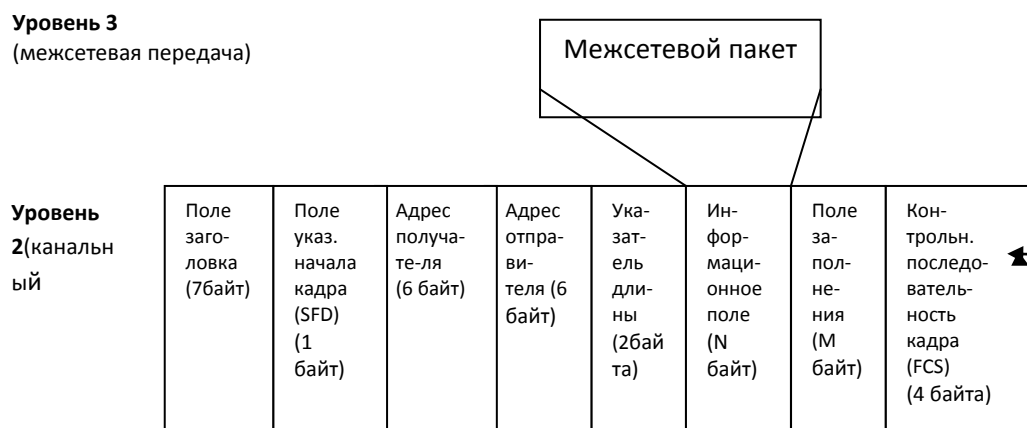 Уровень 3
(межсетевая передача)
Межсетевой пакет
Уровень
2(канальн
ый
Поле
заго-
ловка
(7байт)
Поле
указ.
начала
кадра
(SFD)
(1
байт)
Адрес
получа-
те-ля
(6 байт)
Адрес
отпра-
ви-
теля (6
байт)
Ука-
зат-
ель
дли-
ны
(2бай
та)
Ин-
фор-
маци-
онное
поле
(N
байт)
Поле
за-
пол-
не-
ния
(M
байт)
Кон-
трольн.
последо-
ватель-
ность
кадра
(FCS)
(4 байта)